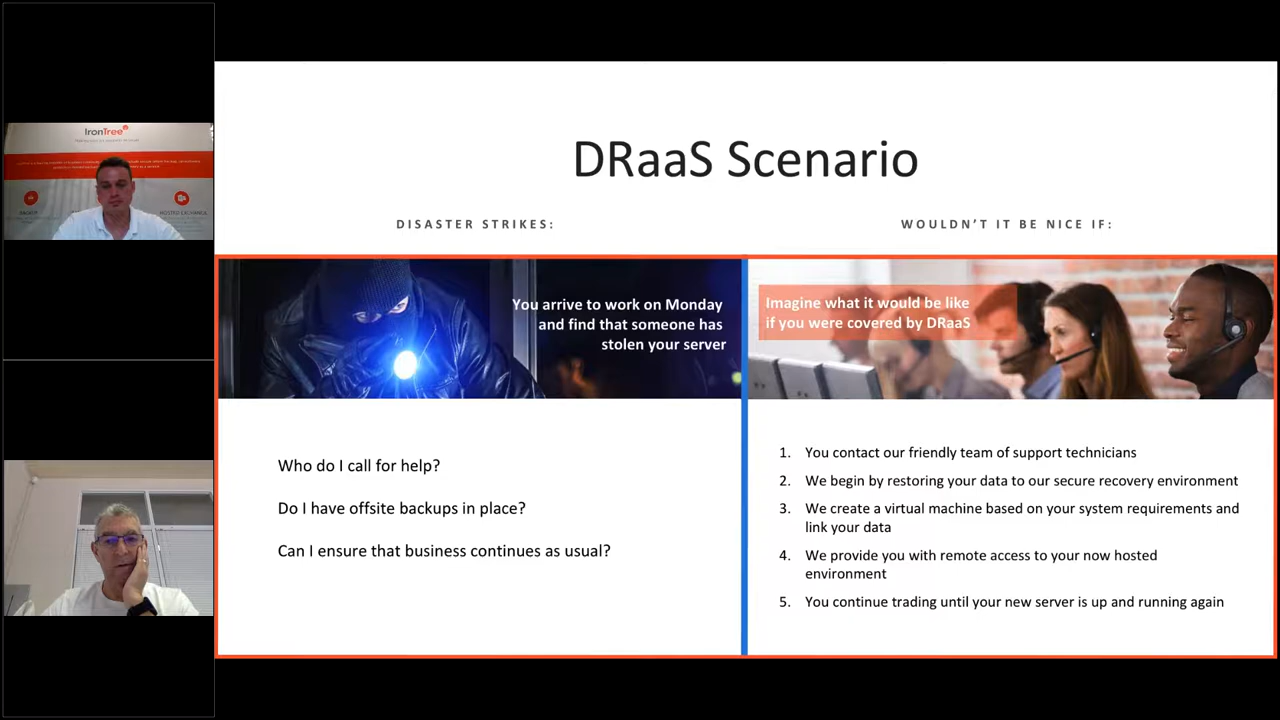 IronTree
HOSTED EXCHANGE
DRaaS Scenario
DISASTER STRIKES:
WOULDN'T IT BE NICE IF:
You arrive to work on Monday
and find that someone has
stolen your server
Imagine what it would be like
if you were covered by DRaaS
Who do I call for help?
Do I have offsite backups in place?
Can I ensure that business continues as usual?
1. You contact our friendly team of support technicians
2. We begin by restoring your data to our secure recovery environment
3. We create a virtual machine based on your system requirements and
link your data
4. We provide you with remote access to your now hosted
environment
5. You continue trading until your new server is up and running again